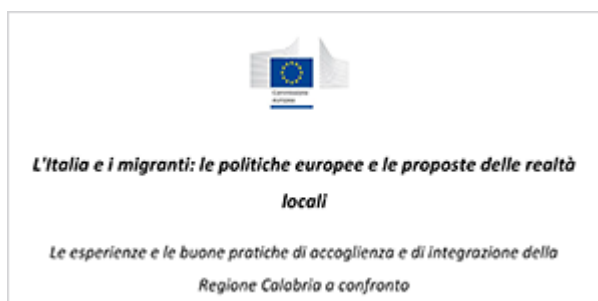 Commissione
europea
L'Italia e i migranti: le politiche europee e le proposte delle realtà
locali
Le esperienze e le buone pratiche di accoglienza e di integrazione della
Regione Calabria a confronto